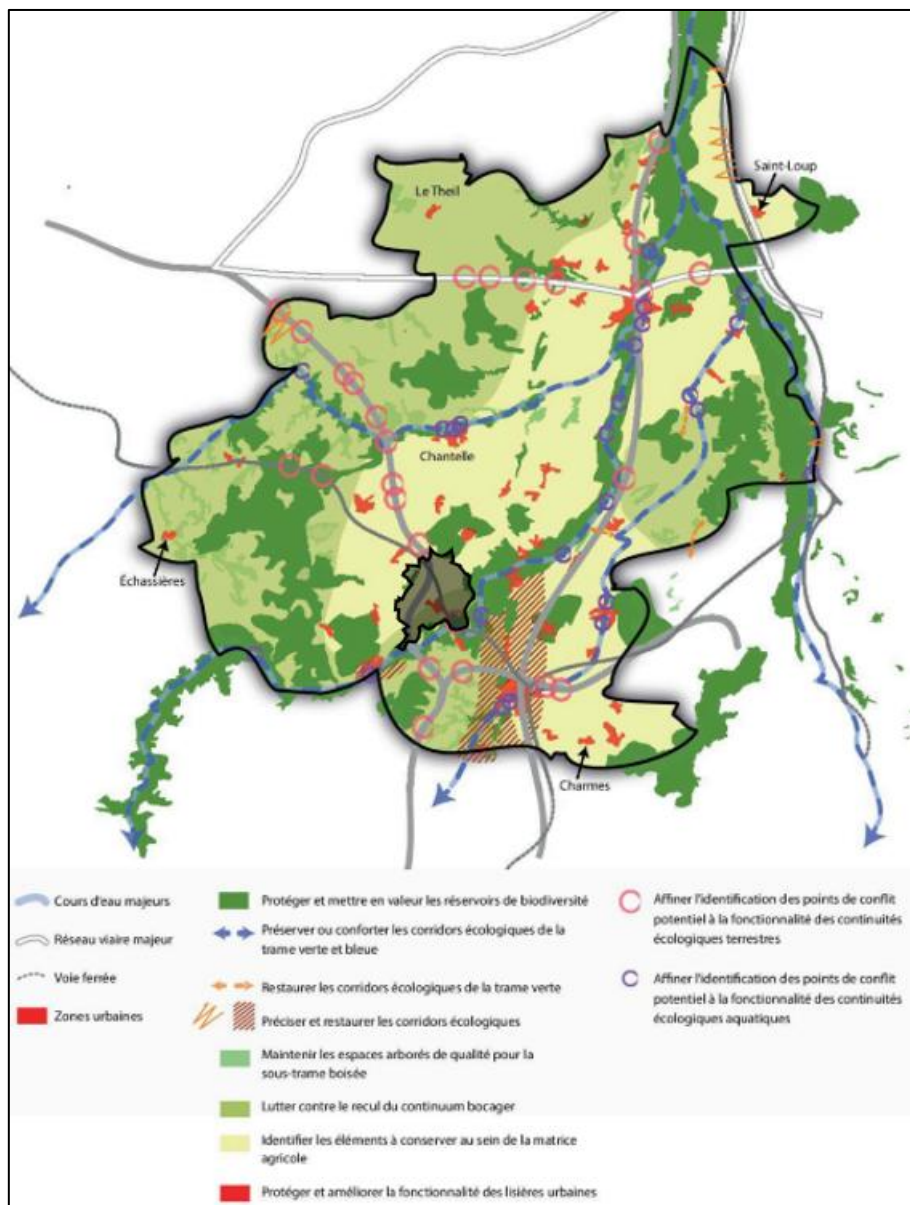 Le Theil
Saint-Loup
Chantelle
Échassières
Charmes
Cours d'eau majeurs
Réseau viaire majeur
Voie ferrée
Zones urbaines
Protéger et mettre en valeur les réservoirs de biodiversité
Préserver ou conforter les corridors écologiques de la
trame verte et bleue
Restaurer les corridors écologiques de la trame verte
Préciser et restaurer les corridors écologiques
Maintenir les espaces arborés de qualité pour la
sous-trame boisée
Lutter contre le recul du continuum bocager
Identifier les éléments à conserver au sein de la matrice
agricole
Protéger et améliorer la fonctionnalité des lisières urbaines
Affiner l'identification des points de conflit
potentiel à la fonctionnalité des continuités
écologiques terrestres
Affiner l'identification des points de conflit
potentiel à la fonctionnalité des continuités
écologiques aquatiques